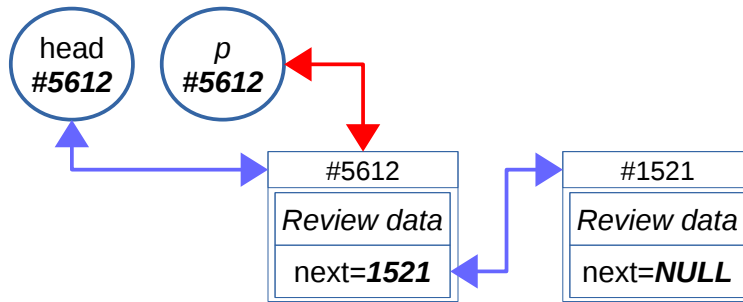 head
#5612
p
#5612
#5612
Review data
next=1521
#1521
Review data
next=NULL